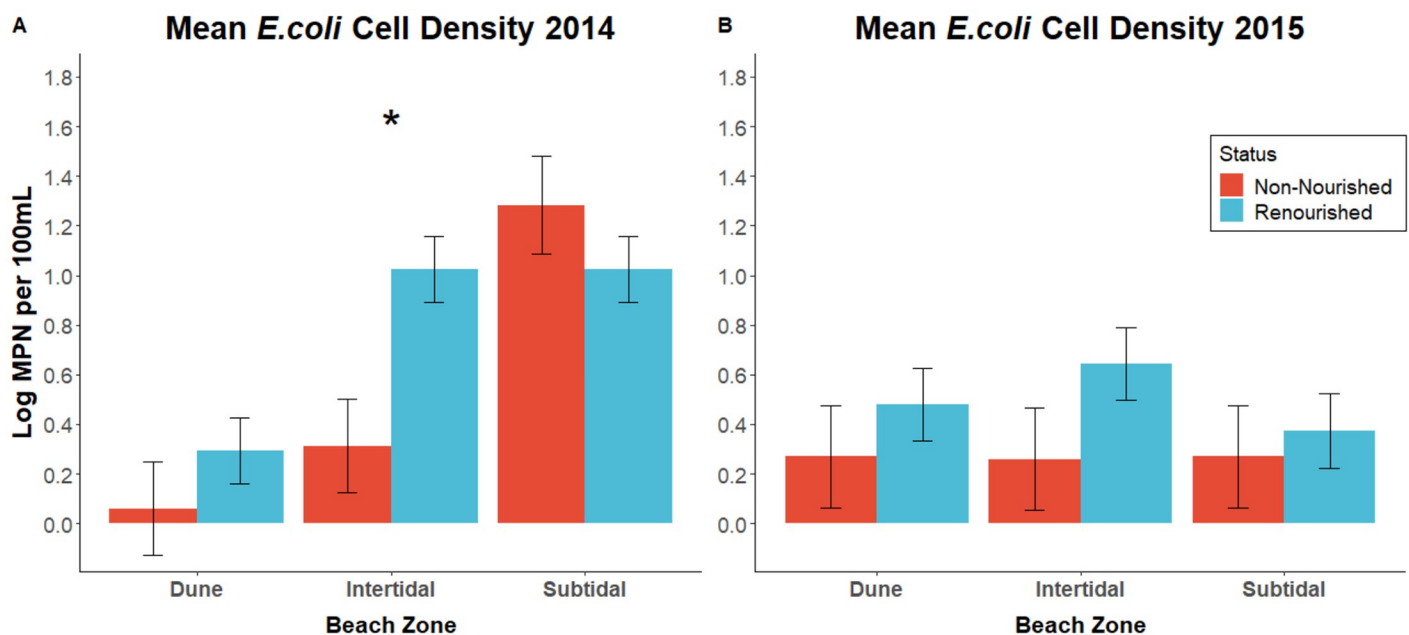 A
Mean E.coli Cell Density 2014
Log MPN per 100mL
1.8
1.6
1.4
1.2
1.0
0.8
0.6
0.4
0.2
0.0
*
Dune Intertidal Subtidal
Beach Zone
B
Mean E.coli Cell Density 2015
1.8
1.6
1.4
1.2
1.0
0.8
0.6
0.4
0.2
0.0
Status
Non-Nourished
Renourished
Dune Intertidal Subtidal
Beach Zone